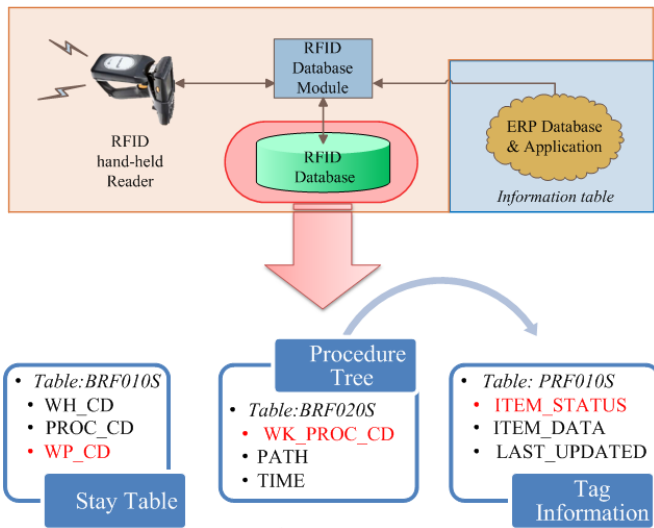 RFID
Database
Module
RFID
hand-held
Reader
RFID
Database
ERP Database
& Application
Information table
Procedure
Tree
• Table:BRF010S
• WH_CD
• PROC_CD
• WP_CD
Stay Table
• Table:BRF020S
• WK_PROC_CD
• PATH
• TIME
• Table: PRF010S
• ITEM_STATUS
• ITEM_DATA
• LAST_UPDATED
Tag
Information